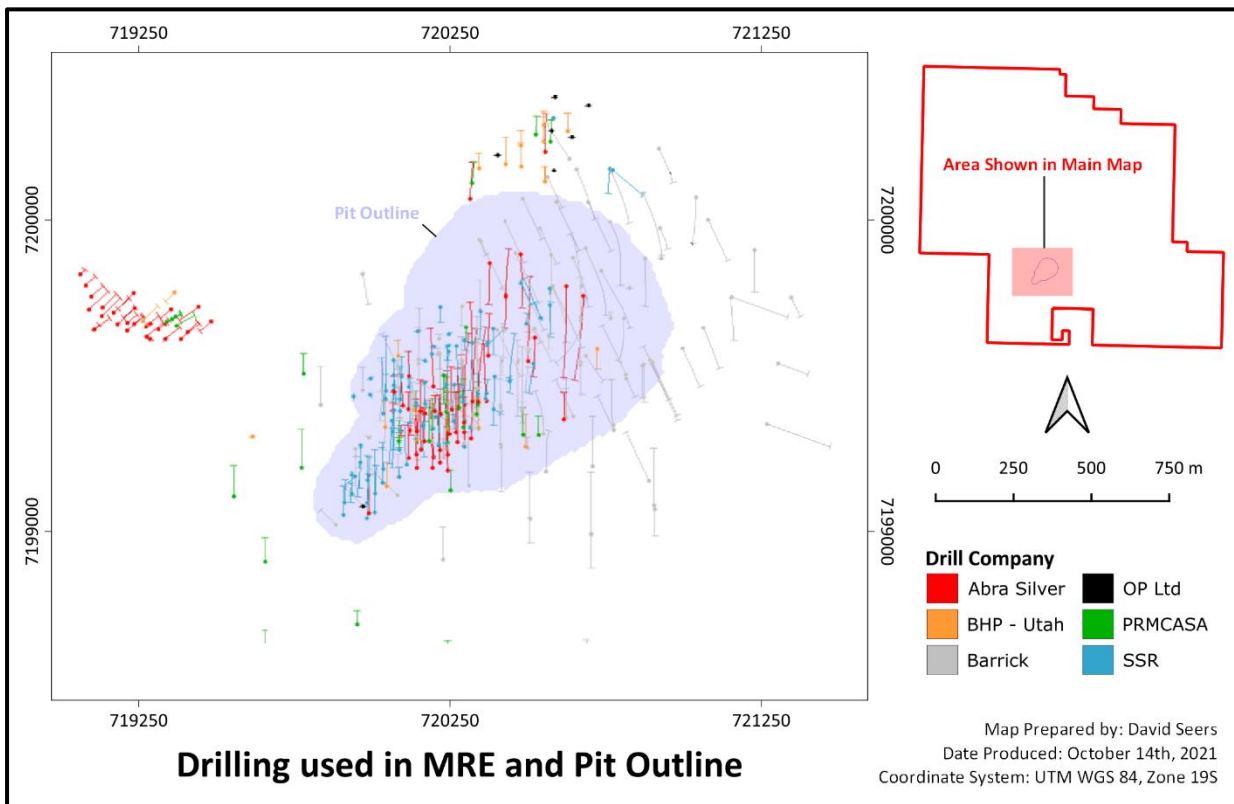 719250
720250
721250
Pit Outline
7200000
7199000
7200000
7199000
719250
720250
721250
Area Shown in Main Map
0
250
500
750 m
Drill Company
Abra Silver
OP Ltd
BHP - Utah
PRMCASA
Barrick
SSR
Drilling used in MRE and Pit Outline
Map Prepared by: David Seers
Date Produced: October 14th, 2021
Coordinate System: UTM WGS 84, Zone 19S